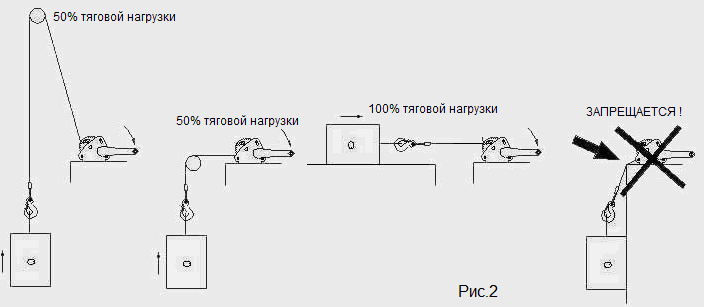 50% тяговой нагрузки
50% тяговой нагрузки
100% тяговой нагрузки
ЗАПРЕЩАЕТСЯ !
Рис.2